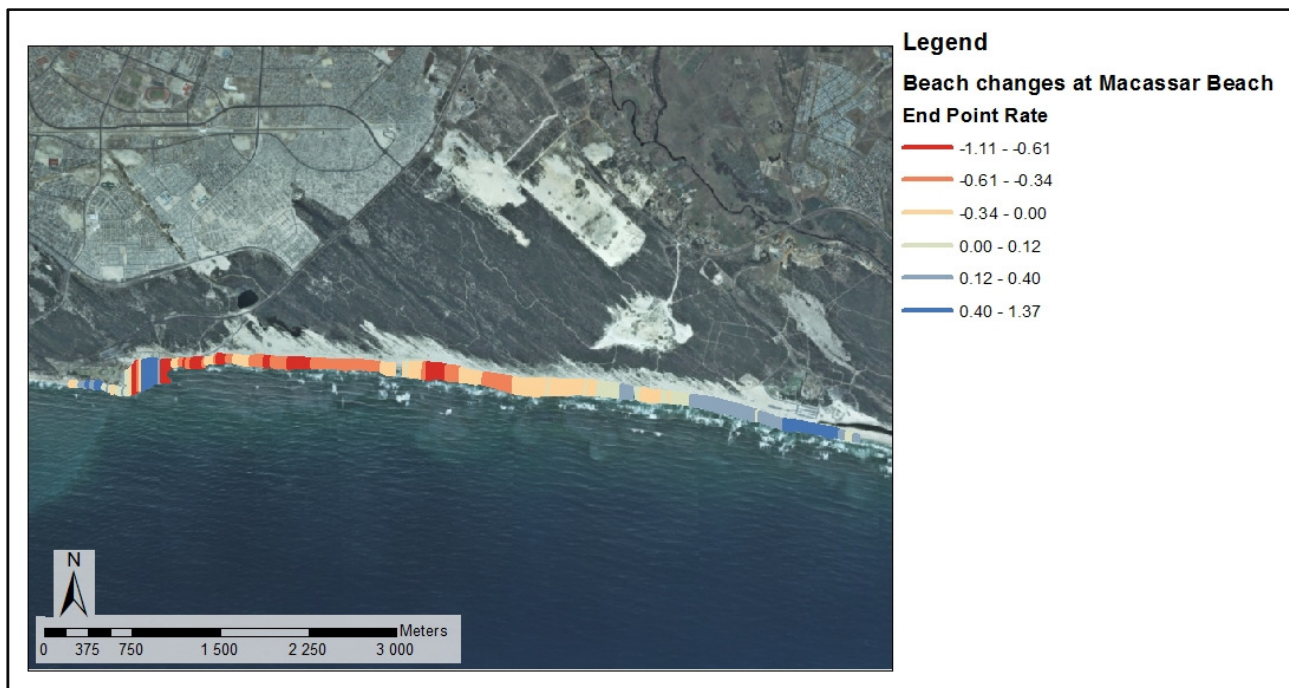 Legend
Beach changes at Macassar Beach
End Point Rate
-1.11 - -0.61
-0.61 - -0.34
-0.34 - 0.00
0.00 - 0.12
0.12 - 0.40
0.40 - 1.37
N
Meters
0 375 750 1 500 2 250 3 000